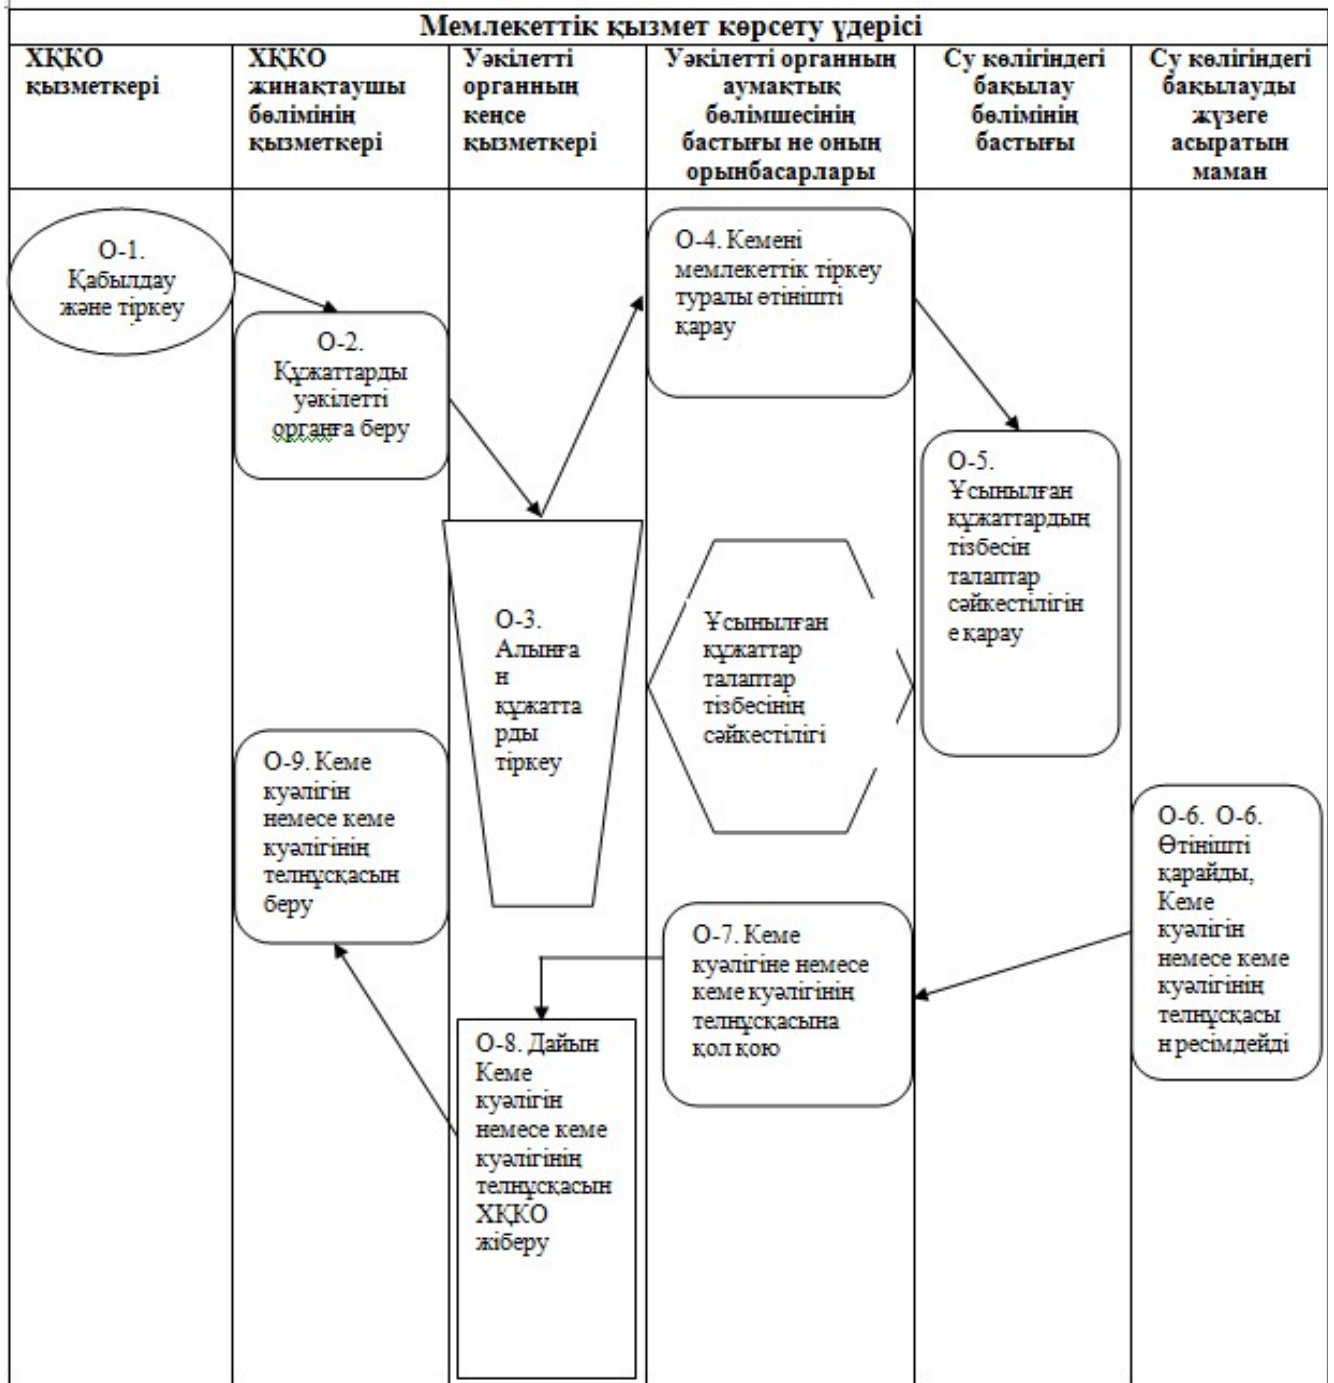 Мемлекеттік қызмет көрсету үдерісі
ХҚКО
қызметкері
ХҚКО
жинақтаушы
бөлімінің
қызметкері
Уәкілетті
органның
кеңсе
қызметкері
Уәкілетті органның
аумақтық
бөлімшесінің
бастығы не оның
орынбасарлары
Су көлігіндегі
бақылау
бөлімінің
бастығы
Су көлігіндегі
бақылауды
жүзеге
асыратын
маман
О-1.
Қабылдау
және тіркеу
О-2.
Құжаттарды
уәкілетті
органға беру
О-3.
Алынға
н
құжатта
рды
тіркеу
О-4. Кемені
мемлекеттік тіркеу
туралы өтінішті
қарау
О-5.
Ұсынылған
құжаттардың
тізбесін
талаптар
сәйкестілігін
е қарау
Ұсынылған
құжаттар
талаптар
тізбесінің
сәйкестілігі
О-6. О-6.
Өтінішті
қарайды,
Кеме
куәлігін
немесе кеме
куәлігінің
телнұсқасы
н ресімдейді
О-7. Кеме
куәлігіне немесе
кеме куәлігінің
телнұсқасына
қол қою
О-8. Дайын
Кеме
куәлігін
немесе кеме
куәлігінің
телнұсқасын
ХҚКО
жіберу
О-9. Кеме
куәлігін
немесе кеме
куәлігінің
телнұсқасын
беру